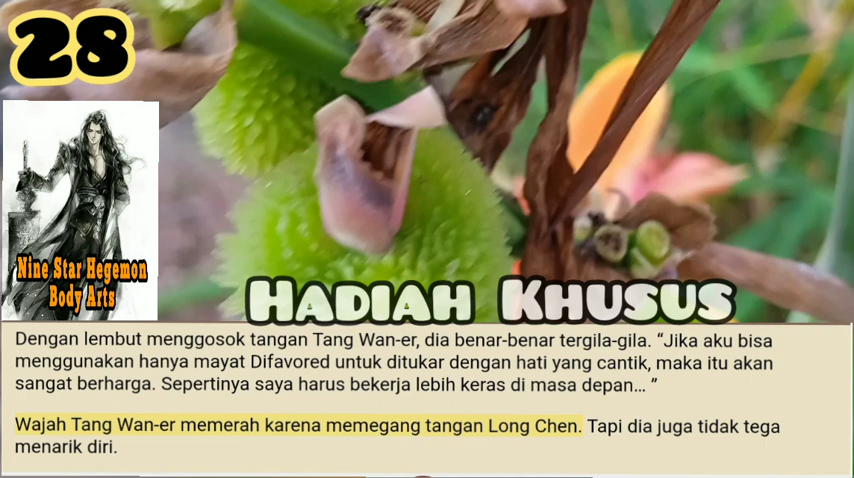 28
Nine Star Hegemon
Body Arts
HADIAH KHUSUS
Dengan lembut menggosok tangan Tang Wan-er, dia benar-benar tergila-gila. “Jika aku bisa
menggunakan hanya mayat Difavored untuk ditukar dengan hati yang cantik, maka itu akan
sangat berharga. Sepertinya saya harus bekerja lebih keras di masa depan… ”
Wajah Tang Wan-er memerah karena memegang tangan Long Chen. Tapi dia juga tidak tega
menarik diri.